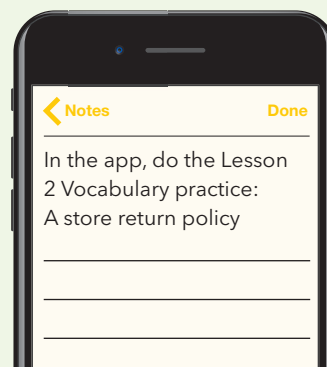 Notes Done
In the app, do the Lesson
2 Vocabulary practice:
A store return policy